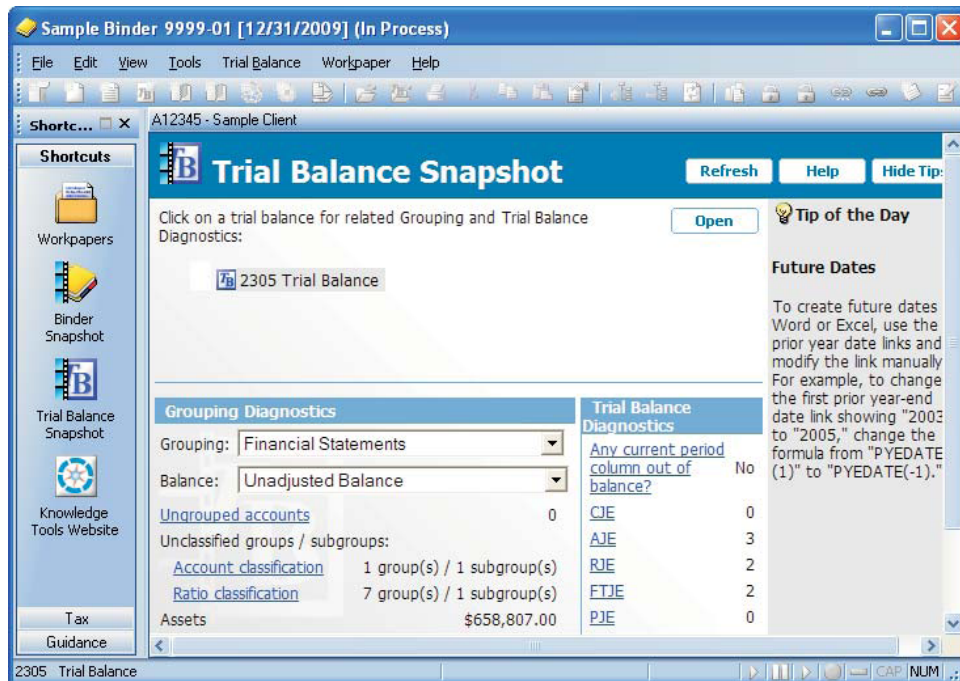 Sample Binder 9999-01 [12/31/2009] (In Process)
File Edit View Tools Trial Balance Workpaper Help
Shortc...
A12345 - Sample Client
Shortcuts
Workpapers
Binder
Snapshot
Trial Balance
Snapshot
Knowledge
Tools Website
Tax
Guidance
TB Trial Balance Snapshot
Refresh Help Hide Tip
Click on a trial balance for related Grouping and Trial Balance
Diagnostics:
Open
TB 2305 Trial Balance
Tip of the Day
Future Dates
To create future dates
Word or Excel, use the
prior year date links and
modify the link manually
For example, to change
the first prior year-end
date link showing "2003
to "2005," change the
formula from "PYEDATE
(1)" to "PYEDATE(-1)."
Grouping Diagnostics
Grouping: Financial Statements
Balance: Unadjusted Balance
Ungrouped accounts 0
Unclassified groups / subgroups:
Account classification 1 group(s) / 1 subgroup(s)
Ratio classification 7 group(s) / 1 subgroup(s)
Assets $658,807.00
Trial Balance
Diagnostics
Any current period
column out of No
balance?
CJE 0
AJE 3
RJE 2
FTJE 2
PJE 0
2305 Trial Balance
CAP NUM